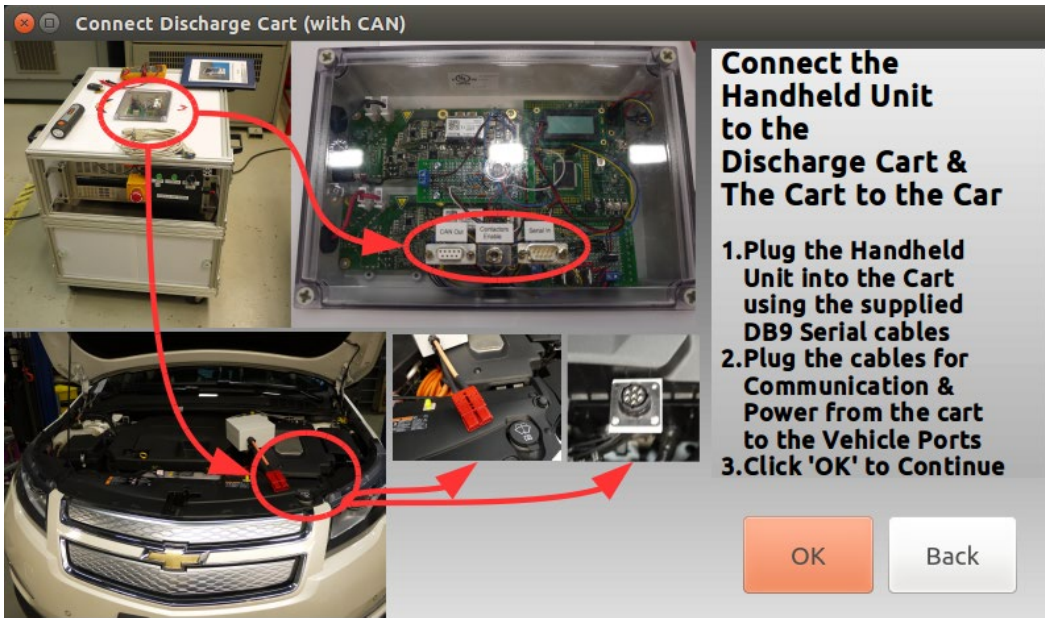 Connect Discharge Cart (with CAN)
Connect the
Handheld Unit
to the
Discharge Cart &
The Cart to the Car
1.Plug the Handheld
Unit into the Cart
using the supplied
DB9 Serial cables
2.Plug the cables for
Communication &
Power from the cart
to the Vehicle Ports
3.Click 'OK' to Continue
CAN Out
Contactors
Enable
Serial In
OK
Back